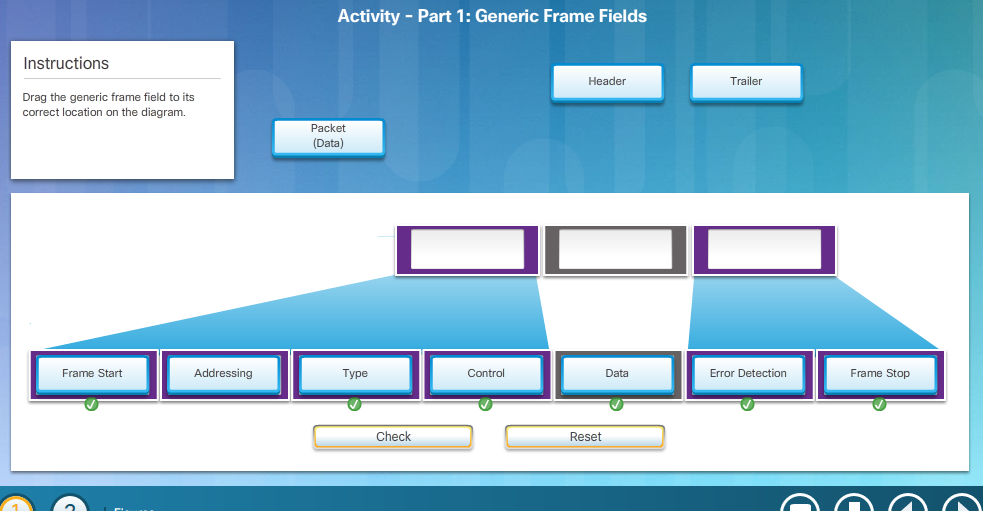 Activity - Part 1: Generic Frame Fields
Instructions
Drag the generic frame field to its
correct location on the diagram.
Header
Trailer
Packet
(Data)
Frame Start
Addressing
Type
Control
Data
Error Detection
Frame Stop
Check
Reset
1
2